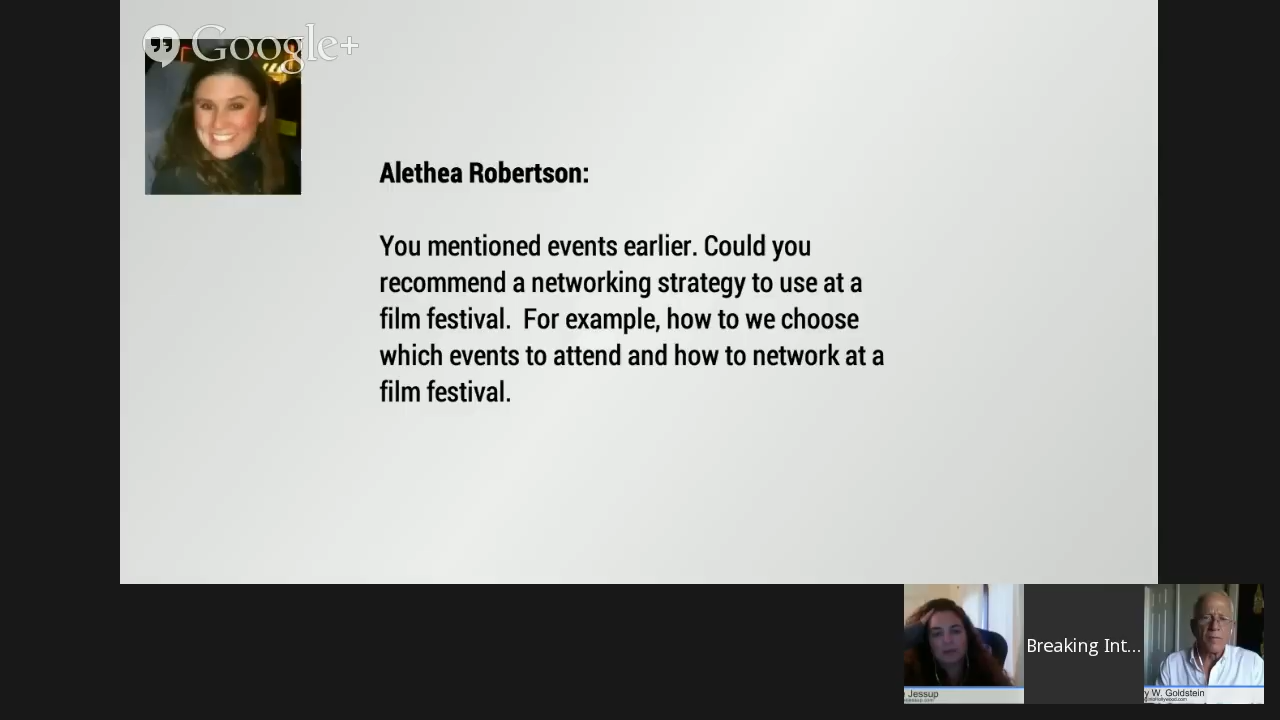 Google+
Alethea Robertson:
You mentioned events earlier. Could you
recommend a networking strategy to use at a
film festival.  For example, how to we choose
which events to attend and how to network at a
film festival.
Breaking Int...
Jessup
y W. Goldstein